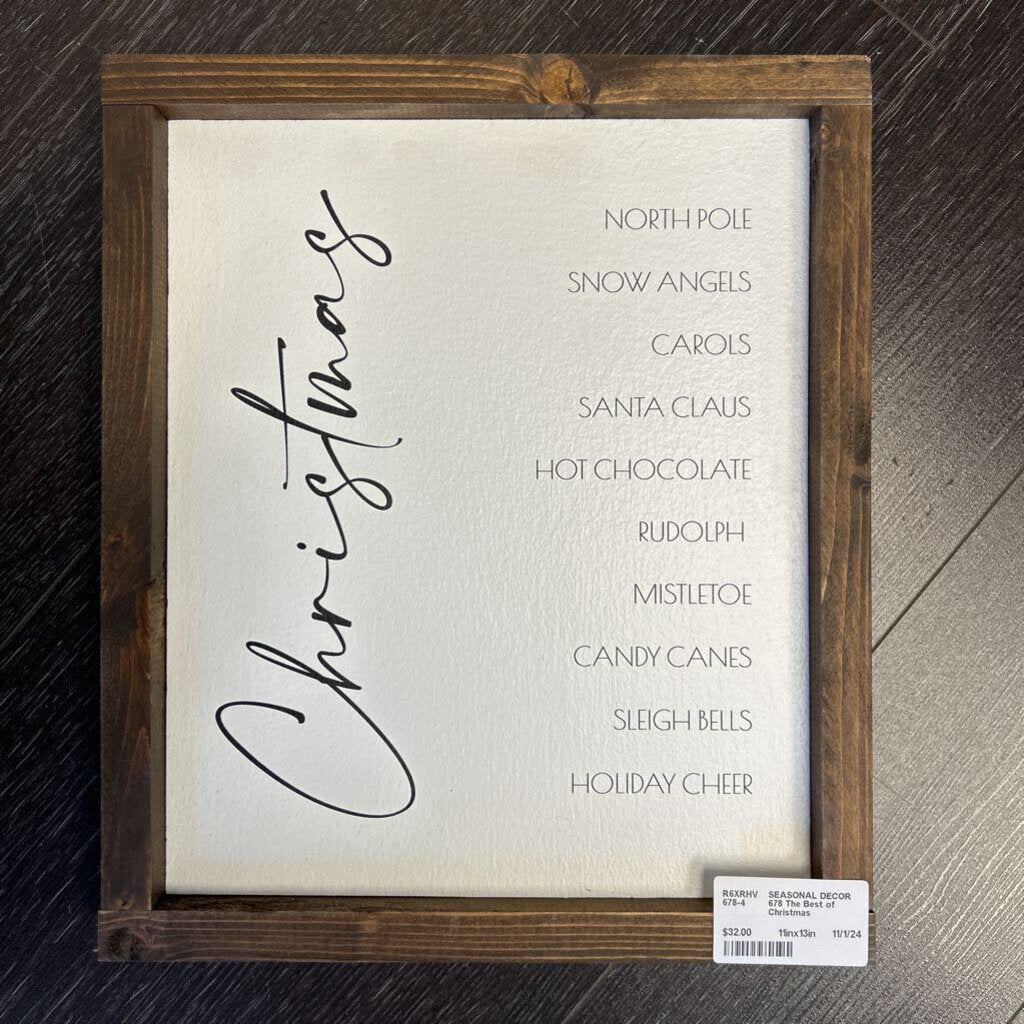 Christmas
NORTH POLE
SNOW ANGELS
CAROLS
SANTA CLAUS
HOT CHOCOLATE
RUDOLPH
MISTLETOE
CANDY CANES
SLEIGH BELLS
HOLIDAY CHEER
R6XRHV SEASONAL DECOR
678-4 678 The Best of
Christmas
$32.00 11inx13in 11/1/24